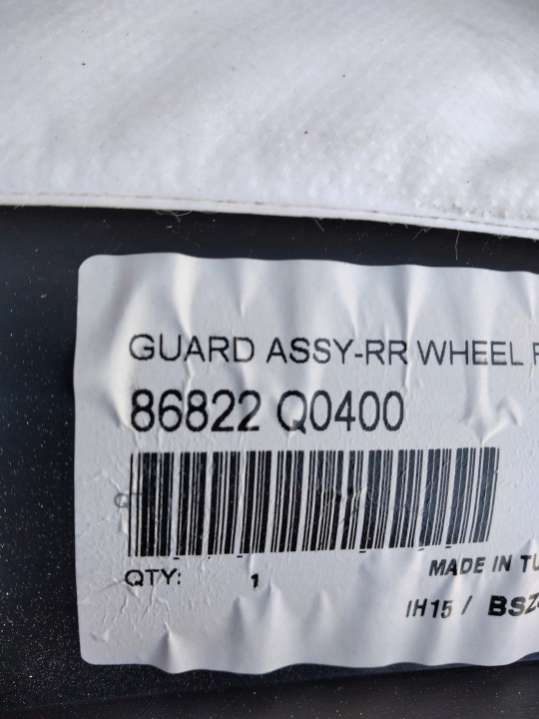 GUARD ASSY-RR WHEEL
86822 Q0400
QTY: 1
MADE IN TU
IH15 / BSZ